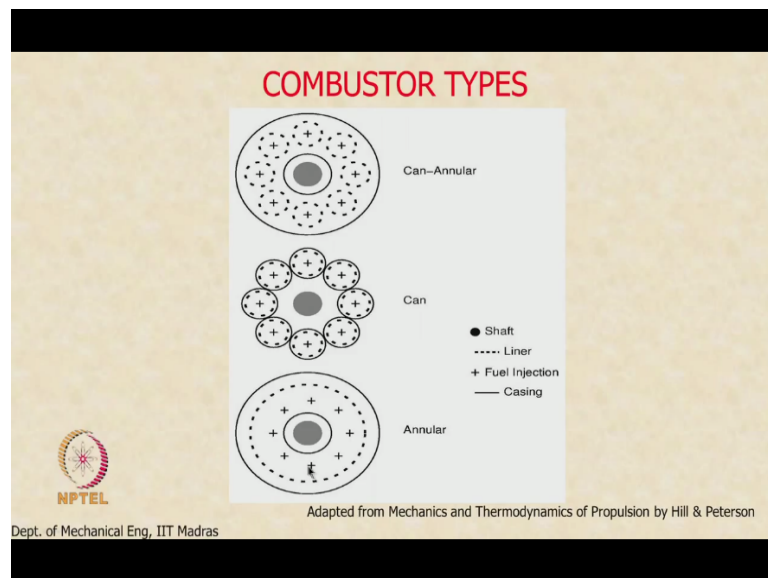 COMBUSTOR TYPES
Can–Annular
Can
Shaft
Liner
Fuel Injection
Casing
Annular
NPTEL
Adapted from Mechanics and Thermodynamics of Propulsion by Hill & Peterson
Dept. of Mechanical Eng, IIT Madras